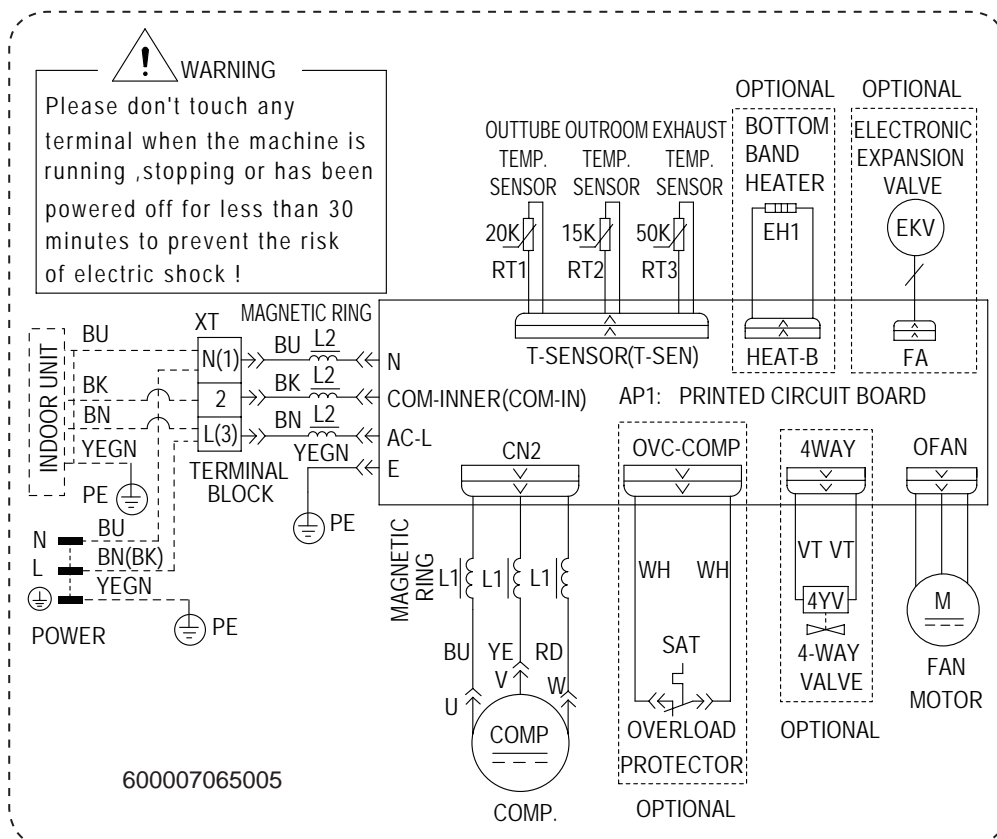 WARNING
Please don't touch any
terminal when the machine is
running ,stopping or has been
powered off for less than 30
minutes to prevent the risk
of electric shock !
OUTTUBE
TEMP.
SENSOR
OUTROOM
TEMP.
SENSOR
EXHAUST
TEMP.
SENSOR
OPTIONAL
BOTTOM
BAND
HEATER
OPTIONAL
ELECTRONIC
EXPANSION
VALVE
20K
RT1
15K
RT2
50K
RT3
EH1
EKV
T-SENSOR(T-SEN)
HEAT-B
FA
INDOOR UNIT
BU
BK
BN
YEGN
PE
XT
N(1)
2
L(3)
TERMINAL
BLOCK
MAGNETIC RING
BU
L2
BK
L2
BN
L2
YEGN
PE
N
COM-INNER(COM-IN)
AC-L
E
AP1: PRINTED CIRCUIT BOARD
N
L
BU
BN(BK)
YEGN
PE
POWER
CN2
OVC-COMP
4WAY
OFAN
MAGNETIC
RING
L1
L1
L1
BU
YE
RD
U
V
W
COMP
COMP.
WH
WH
SAT
OVERLOAD
PROTECTOR
OPTIONAL
VT
VT
4YV
4-WAY
VALVE
OPTIONAL
M
FAN
MOTOR
600007065005